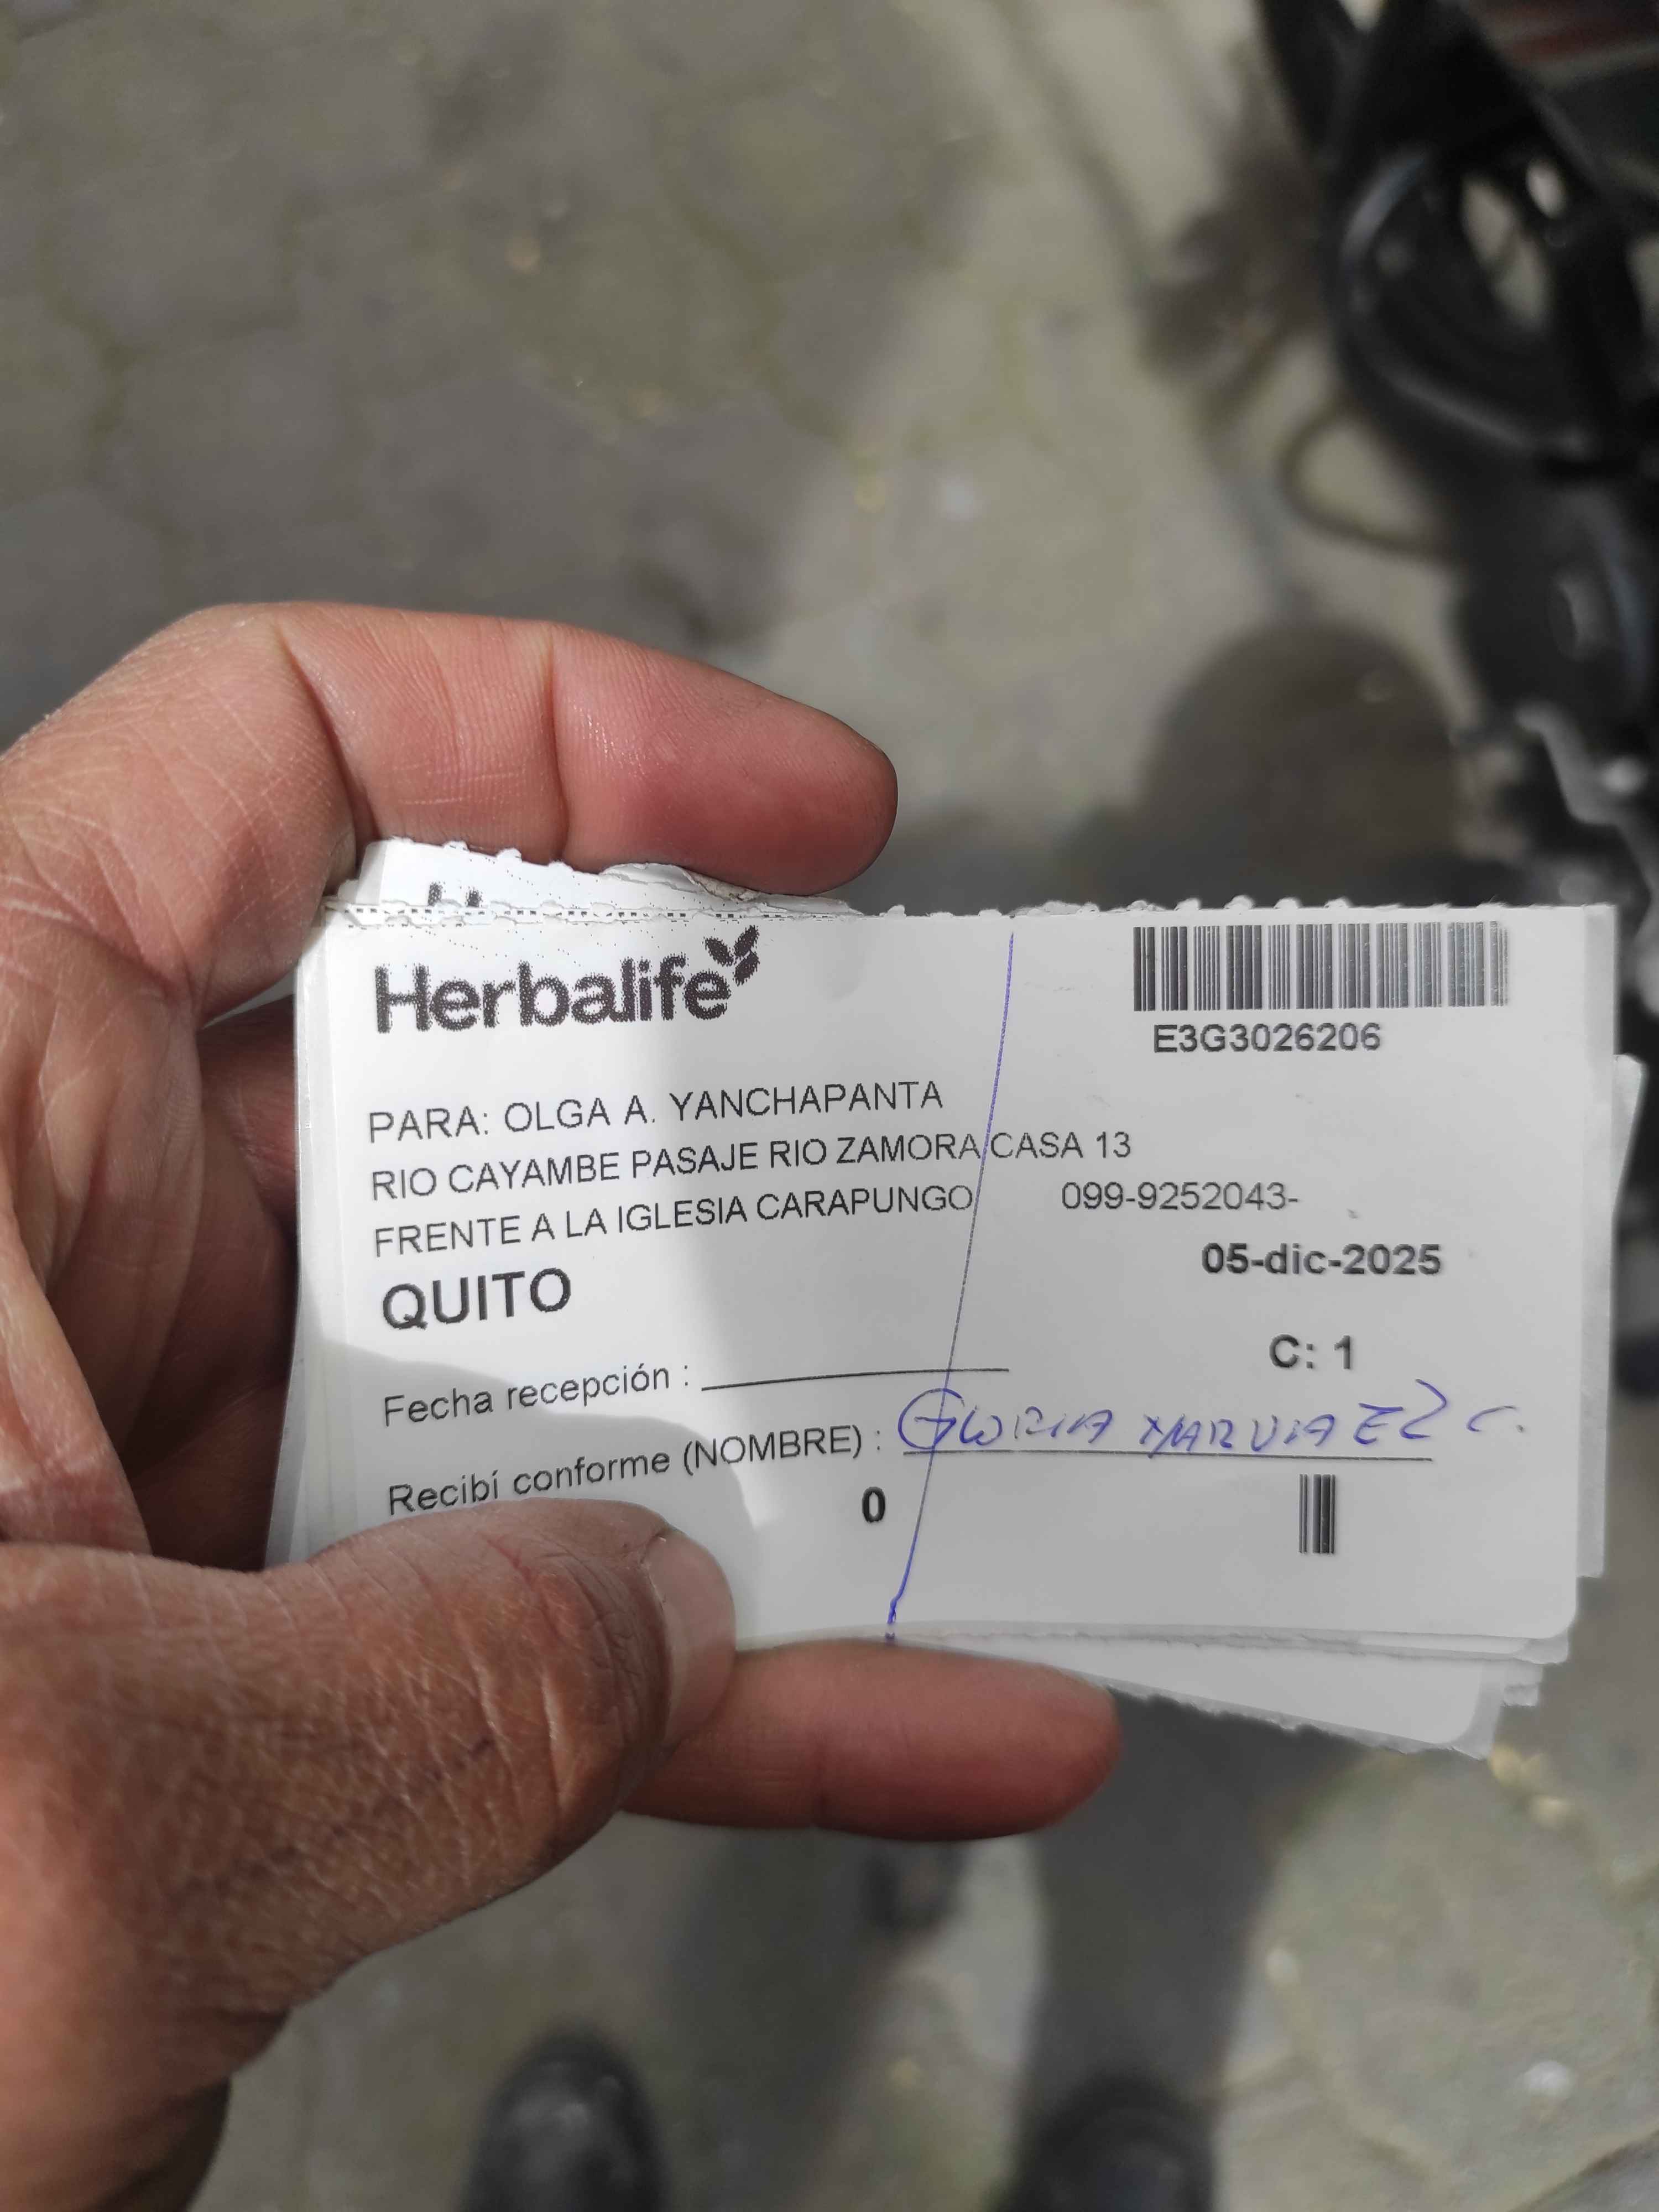 Herbalife
E3G3026206
PARA: OLGA A. YANCHAPANTA
RIO CAYAMBE PASAJE RIO ZAMORA CASA 13
FRENTE A LA IGLESIA CARAPUNGO 099-9252043-
05-dic-2025
QUITO
C: 1
Fecha recepción :
Recibí conforme (NOMBRE) : GLORIA NARVAEZ C.
0